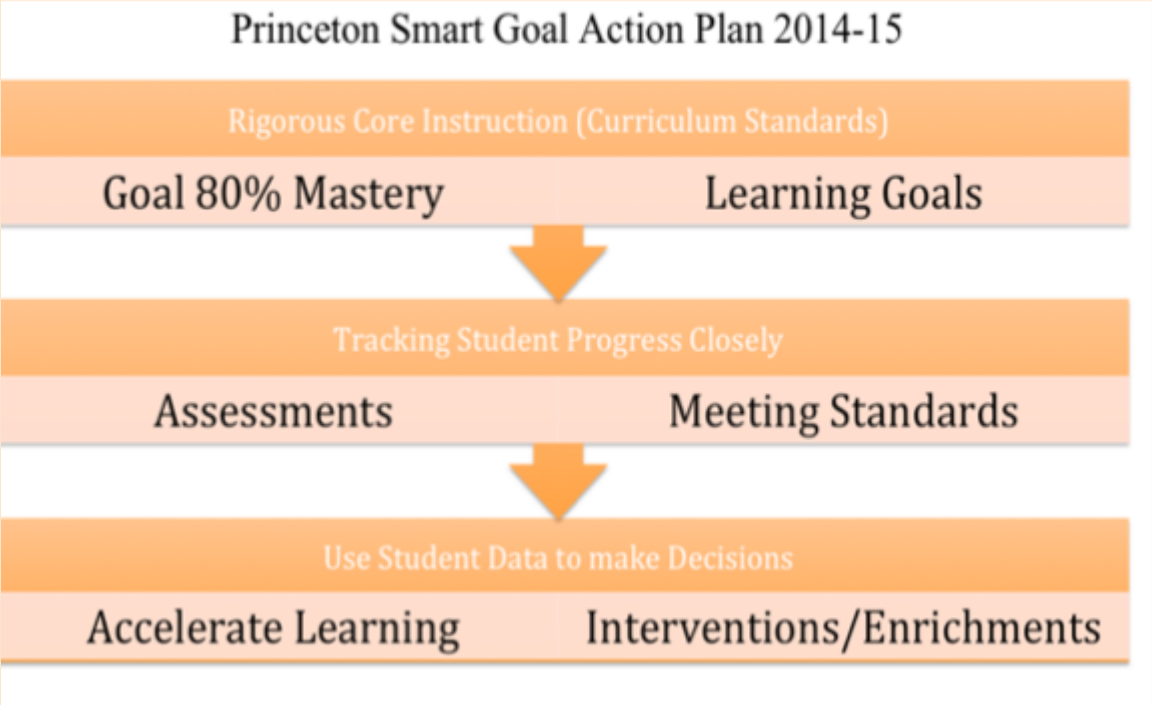 Princeton Smart Goal Action Plan 2014-15
Rigorous Core Instruction (Curriculum Standards)
Goal 80% Mastery
Learning Goals
Tracking Student Progress Closely
Assessments
Meeting Standards
Use Student Data to make Decisions
Accelerate Learning
Interventions/Enrichments